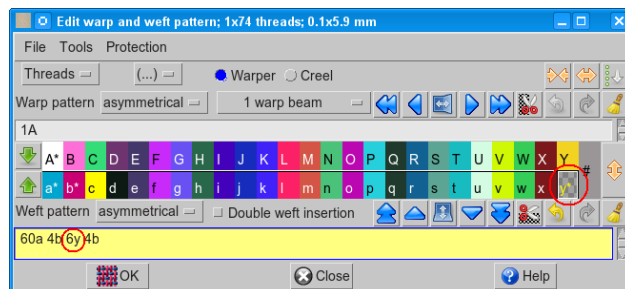 Edit warp and weft pattern; 1x74 threads; 0.1x5.9 mm
File Tools Protection
Threads (...) Warper Creel
Warp pattern asymmetrical 1 warp beam
1A
A* B C D E F G H I J K L M N O P Q R S T U V W X Y #
a* b* c d e f g h i j k l m n o p q r s t u v w x y*
Weft pattern asymmetrical Double weft insertion
60a 4b 6y 4b
OK Close Help